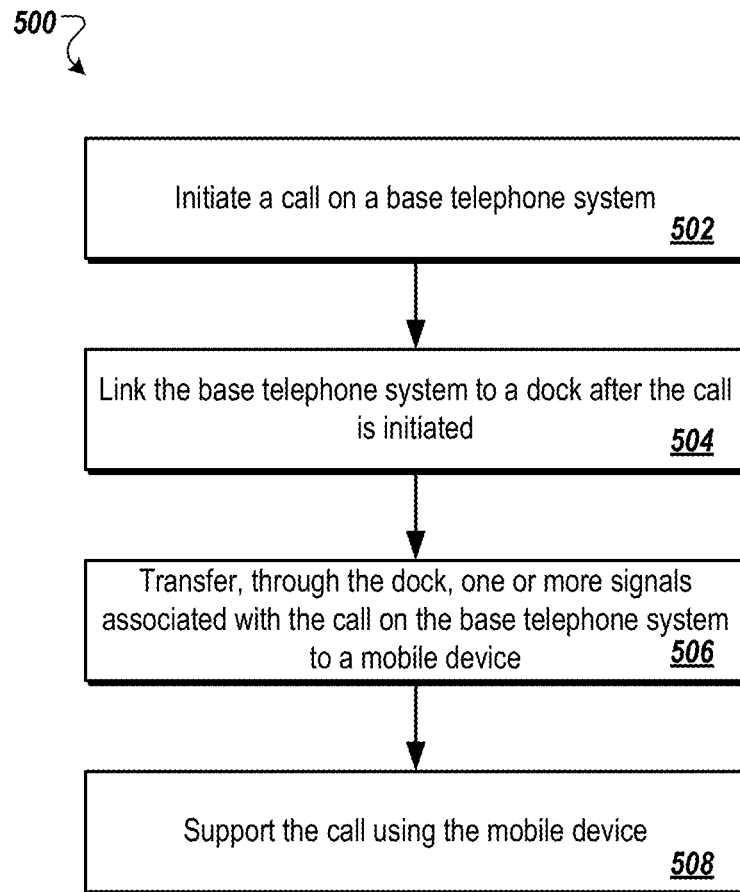 500
Initiate a call on a base telephone system
502
Link the base telephone system to a dock after the call
is initiated
504
Transfer, through the dock, one or more signals
associated with the call on the base telephone system
to a mobile device
506
Support the call using the mobile device
508